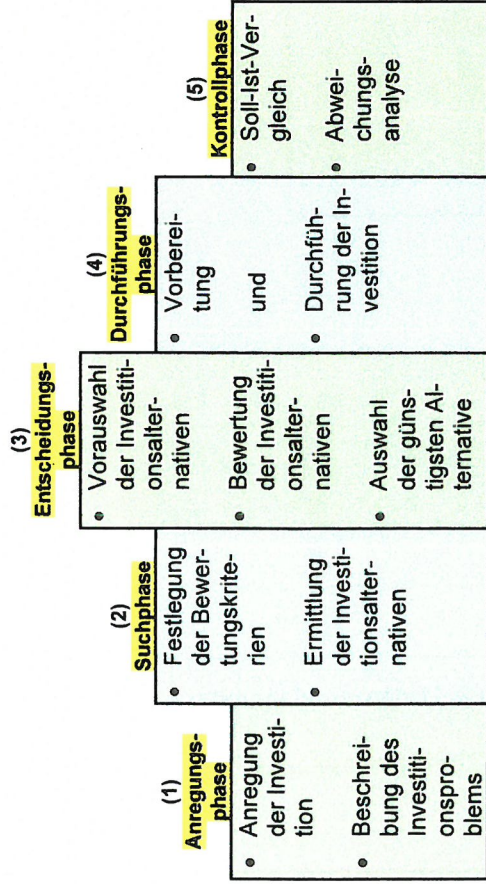 (1)
Anregungs-
phase
• Anregung
der Investi-
tion
• Beschrei-
bung des
Investiti-
onspro-
blems
(2)
Suchphase
• Festlegung
der Bewer-
tungskrite-
rien
• Ermittlung
der Investi-
tionsalter-
nativen
(3)
Entscheidungs-
phase
• Vorauswahl
der Investiti-
onsalter-
nativen
• Bewertung
der Investiti-
onsalter-
nativen
• Auswahl
der güns-
tigsten Al-
ternative
(4)
Durchführungs-
phase
• Vorberei-
tung
und
• Durchfüh-
rung der In-
vestition
(5)
Kontrollphase
• Soll-Ist-Ver-
gleich
• Abwei-
chungs-
analyse